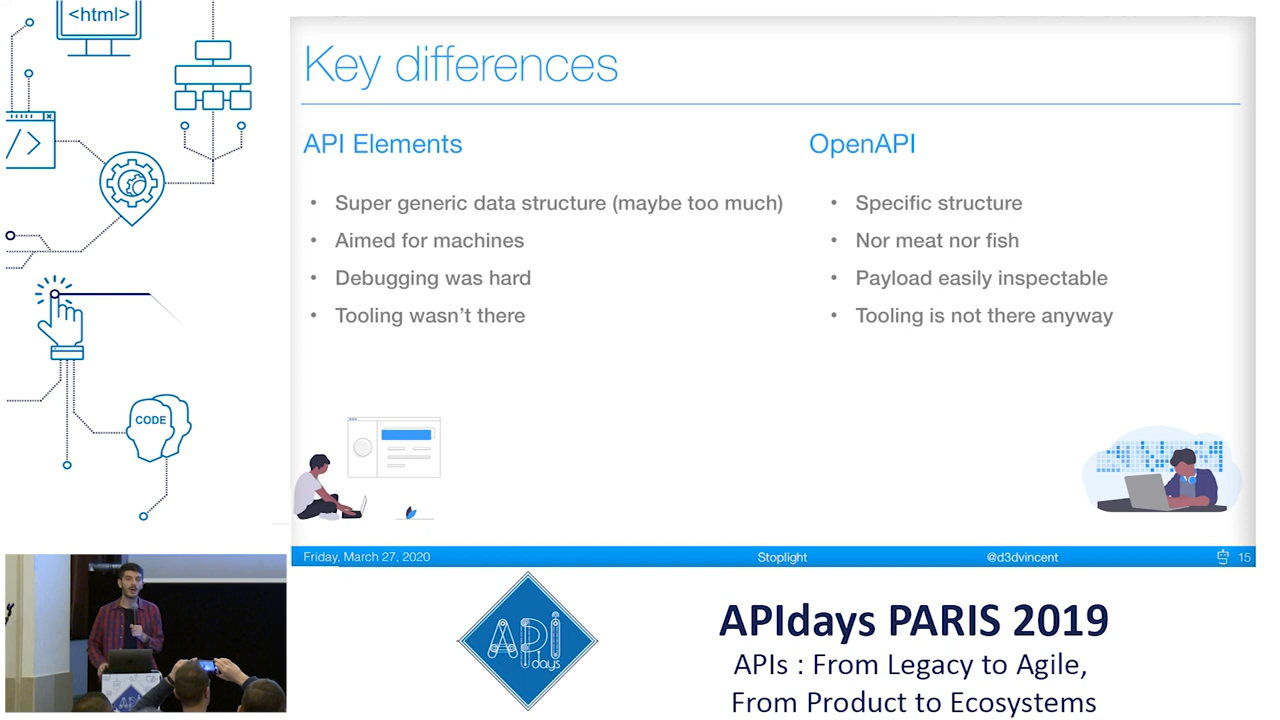 <html>
</>
CODE
Key differences
API Elements
• Super generic data structure (maybe too much)
• Aimed for machines
• Debugging was hard
• Tooling wasn't there
OpenAPI
• Specific structure
• Nor meat nor fish
• Payload easily inspectable
• Tooling is not there anyway
Friday, March 27, 2020
Stoplight
@d3dvincent
15
API
days
APIdays PARIS 2019
APIs : From Legacy to Agile,
From Product to Ecosystems